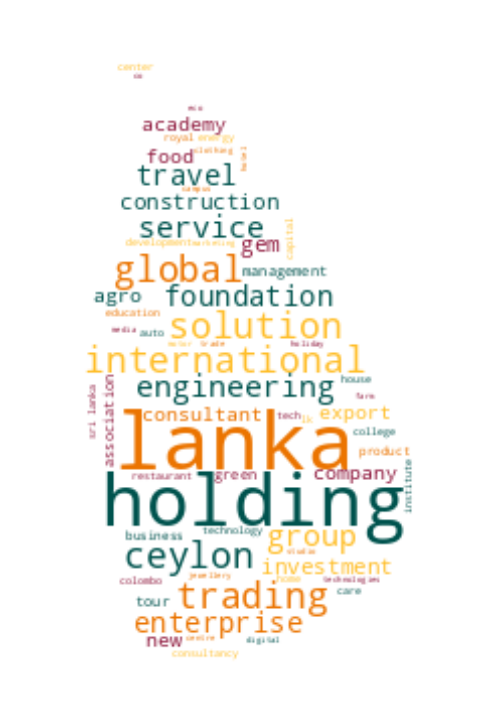 center
co
eco
academy
royal energy
food clothing
hotel
travel
campus
construction
service
capital
development marketing gem
global management
agro foundation
education
solution
media auto
motor trade holiday
international
engineering house
farm
sri lanka
association
consultant tech lk export
lanka college
product
restaurant green company
institute
holding
business technology group
ceylon studio
investment
colombo jewellery home technologies
care
tour trading
enterprise
new centre digital
consultancy